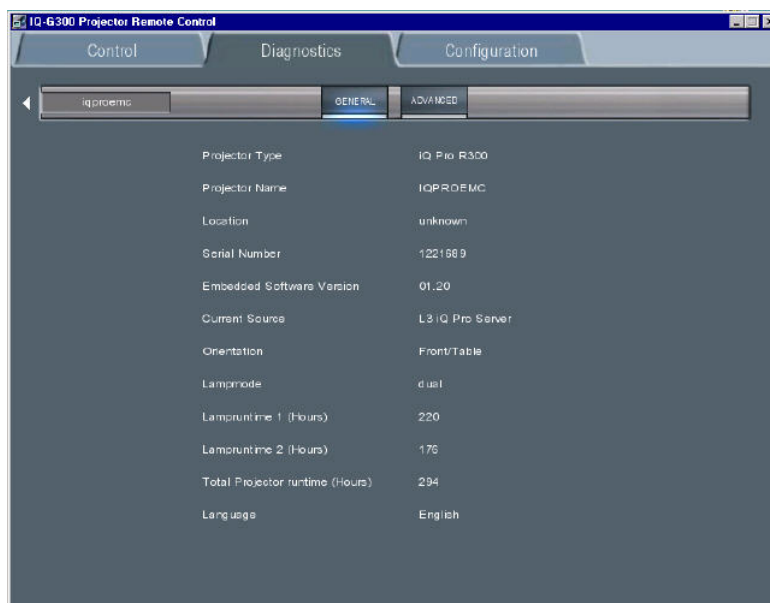 IQ-G300 Projector Remote Control
Control Diagnostics Configuration
iqproemc GENERAL ADVANCED
Projector Type iQ Pro R300
Projector Name IQPROEMC
Location unknown
Serial Number 1221689
Embedded Software Version 01.20
Current Source L3 iQ Pro Server
Orientation Front/Table
Lampmode dual
Lampruntime 1 (Hours) 220
Lampruntime 2 (Hours) 176
Total Projector runtime (Hours) 294
Language English